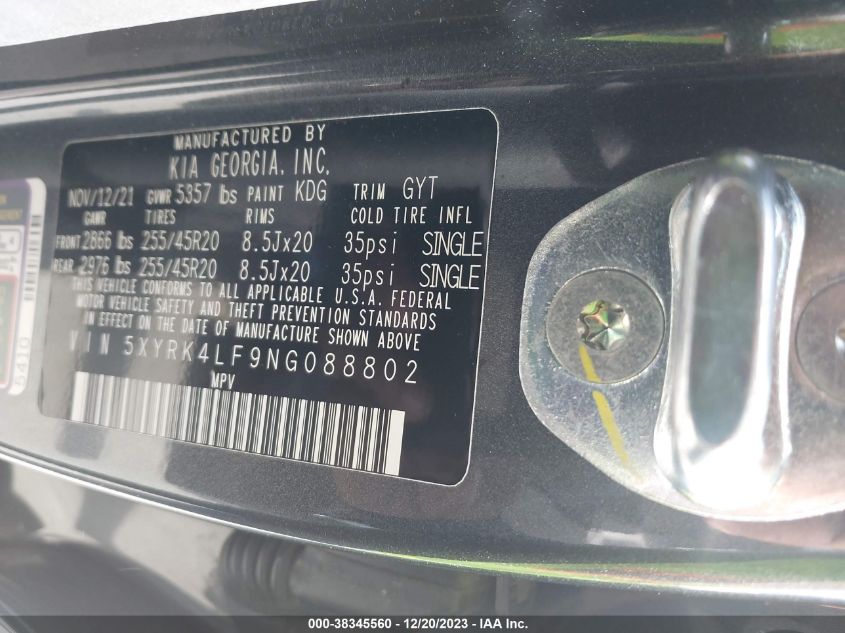 MANUFACTURED BY
KIA GEORGIA, INC.
NOV/12/21 GVWR 5357 lbs PAINT KDG TRIM GYT
GAWR TIRES RIMS COLD TIRE INFL
FRONT 2866 lbs 255/45R20 8.5Jx20 35psi SINGLE
REAR 2976 lbs 255/45R20 8.5Jx20 35psi SINGLE
THIS VEHICLE CONFORMS TO ALL APPLICABLE U.S.A. FEDERAL
MOTOR VEHICLE SAFETY AND THEFT PREVENTION STANDARDS
IN EFFECT ON THE DATE OF MANUFACTURE SHOWN ABOVE
VIN 5XYRK4LF9NG088802
MPV
5410
000-38345560 - 12/20/2023 - IAA Inc.